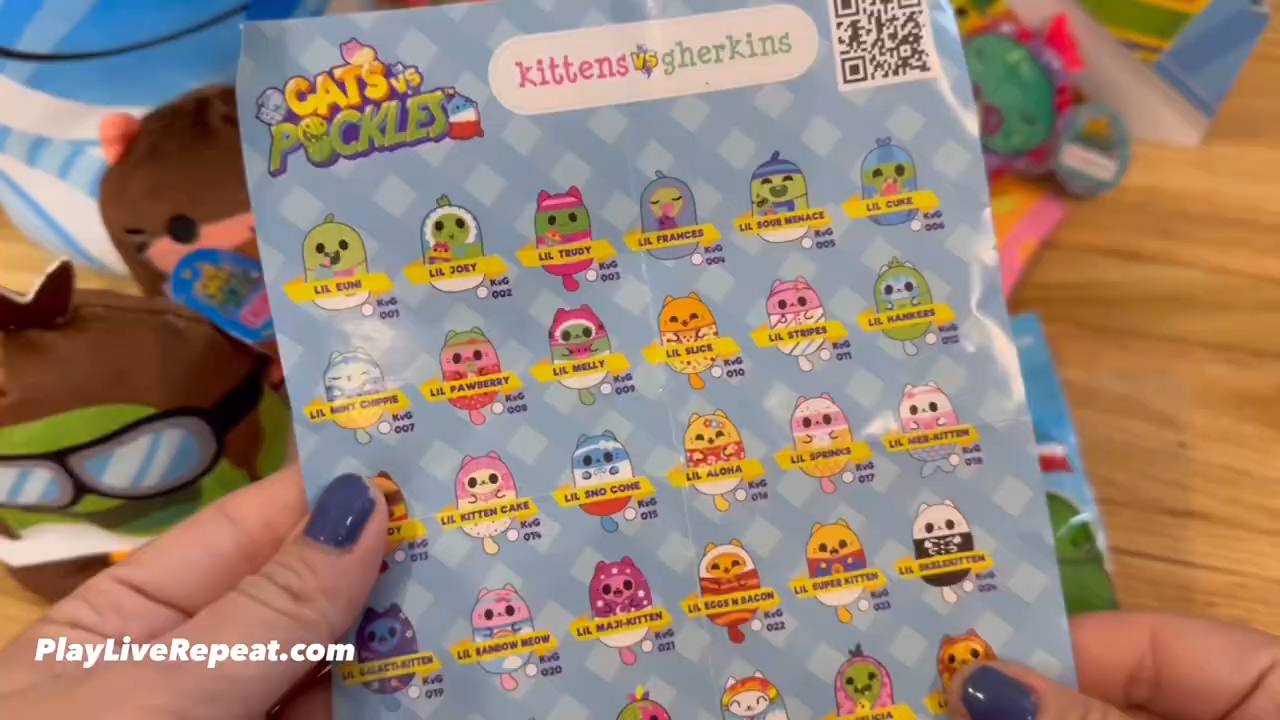 CATS VS
PICKLES™
kittens vs gherkins
LIL EUNI
KvG
001
LIL JOEY
KvG
002
LIL TRUDY
KvG
003
LIL FRANCES
KvG
004
LIL SOUR MENACE
KvG
005
LIL CUKE
KvG
006
LIL MINT CHIPPIE
KvG
007
LIL PAWBERRY
KvG
008
LIL MELLY
KvG
009
LIL SLICE
KvG
010
LIL STRIPES
KvG
011
LIL HANKERS
KvG
012
KvG
013
LIL KITTEN CAKE
KvG
014
LIL SNO CONE
KvG
015
LIL ALOHA
KvG
016
LIL SPRINKS
KvG
017
LIL MER-KITTEN
KvG
018
LIL GALACTI-KITTEN
KvG
019
LIL RAINBOW MEOW
KvG
020
LIL MAJI-KITTEN
KvG
021
LIL EGGS N BACON
KvG
022
LIL SUPER KITTEN
KvG
023
LIL SKELEKITTEN
KvG
024
PlayLiveRepeat.com